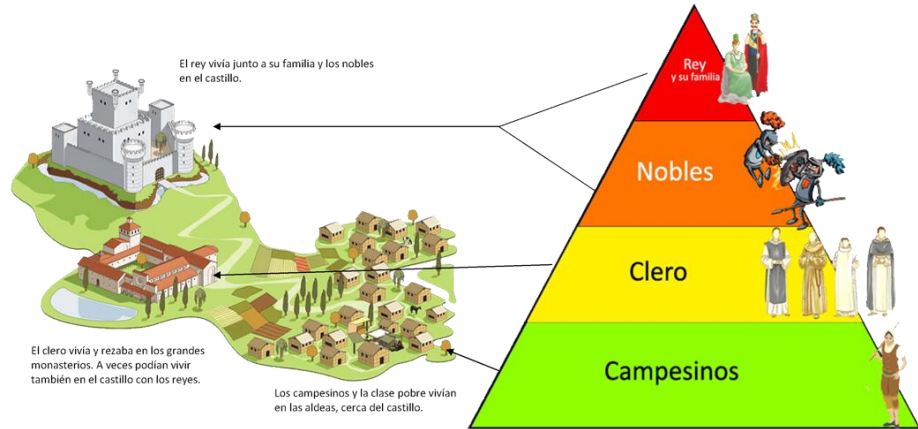 El rey vivía junto a su familia y los nobles
en el castillo.
Rey
y su familia
Nobles
Clero
Campesinos
El clero vivía y rezaba en los grandes
monasterios. A veces podían vivir
también en el castillo con los reyes.
Los campesinos y la clase pobre vivían
en las aldeas, cerca del castillo.